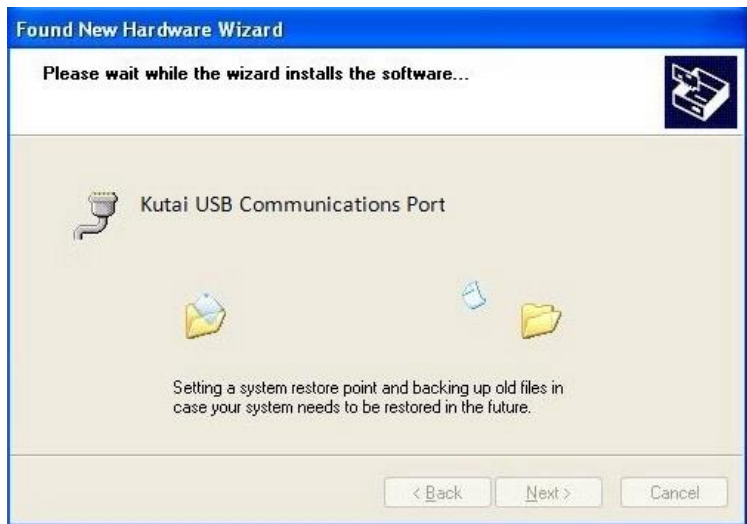 Found New Hardware Wizard
Please wait while the wizard installs the software...
Kutai USB Communications Port
Setting a system restore point and backing up old files in
case your system needs to be restored in the future.
< Back
Next >
Cancel